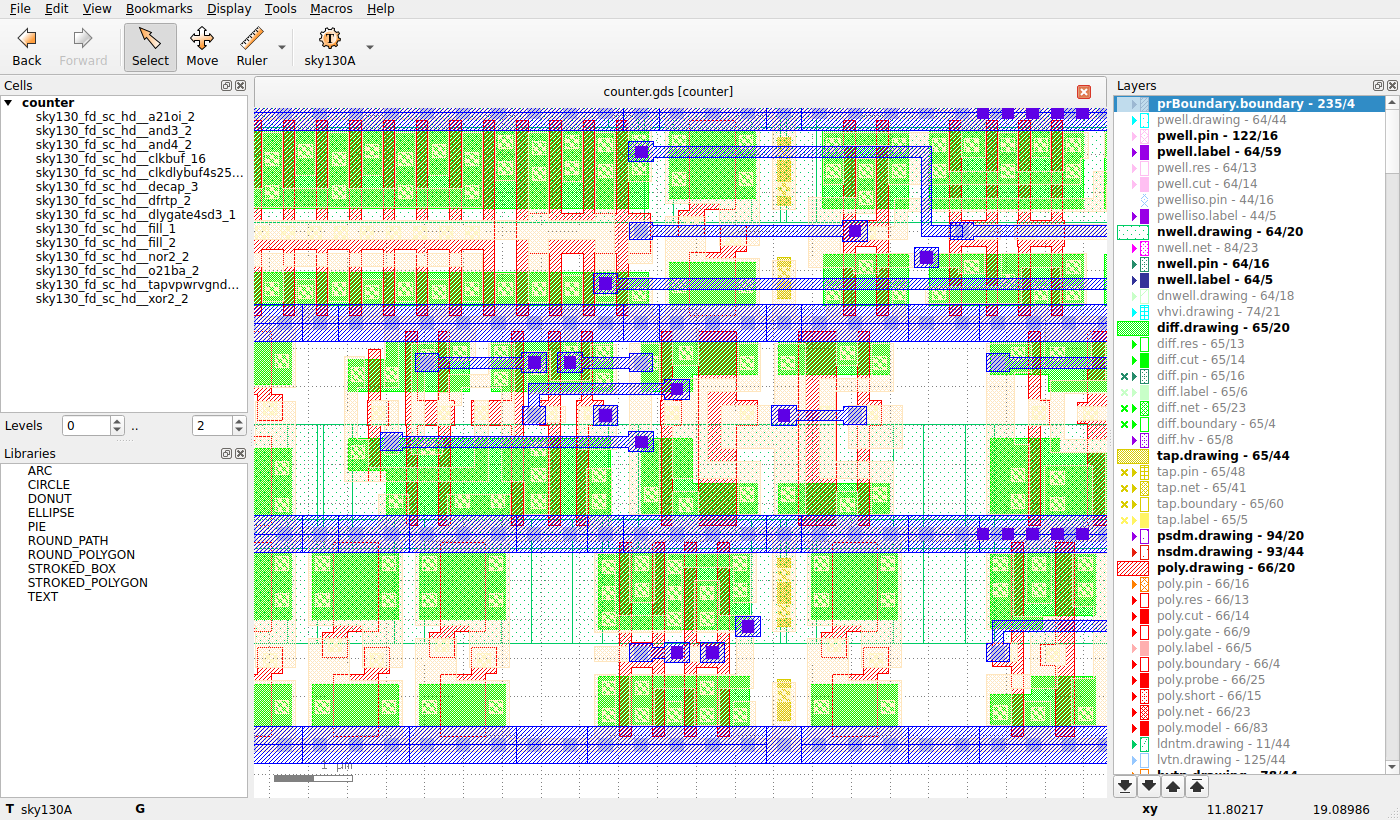 File Edit View Bookmarks Display Tools Macros Help
Back Forward Select Move Ruler sky130A
Cells
counter
sky130_fd_sc_hd__a21oi_2
sky130_fd_sc_hd__and3_2
sky130_fd_sc_hd__and4_2
sky130_fd_sc_hd__clkbuf_16
sky130_fd_sc_hd__clkdlybuf4s25...
sky130_fd_sc_hd__decap_3
sky130_fd_sc_hd__dfrtp_2
sky130_fd_sc_hd__dlygate4sd3_1
sky130_fd_sc_hd__fill_1
sky130_fd_sc_hd__fill_2
sky130_fd_sc_hd__nor2_2
sky130_fd_sc_hd__o21ba_2
sky130_fd_sc_hd__tapvpwrvgnd...
sky130_fd_sc_hd__xor2_2
Levels 0 .. 2
Libraries
ARC
CIRCLE
DONUT
ELLIPSE
PIE
ROUND_PATH
ROUND_POLYGON
STROKED_BOX
STROKED_POLYGON
TEXT
counter.gds [counter]
1 µm
Layers
prBoundary.boundary - 235/4
pwell.drawing - 64/44
pwell.pin - 122/16
pwell.label - 64/59
pwell.res - 64/13
pwell.cut - 64/14
pwelliso.pin - 44/16
pwelliso.label - 44/5
nwell.drawing - 64/20
nwell.net - 84/23
nwell.pin - 64/16
nwell.label - 64/5
dnwell.drawing - 64/18
vhvi.drawing - 74/21
diff.drawing - 65/20
diff.res - 65/13
diff.cut - 65/14
diff.pin - 65/16
diff.label - 65/6
diff.net - 65/23
diff.boundary - 65/4
diff.hv - 65/8
tap.drawing - 65/44
tap.pin - 65/48
tap.net - 65/41
tap.boundary - 65/60
tap.label - 65/5
psdm.drawing - 94/20
nsdm.drawing - 93/44
poly.drawing - 66/20
poly.pin - 66/16
poly.res - 66/13
poly.cut - 66/14
poly.gate - 66/9
poly.label - 66/5
poly.boundary - 66/4
poly.probe - 66/25
poly.short - 66/15
poly.net - 66/23
poly.model - 66/83
ldntm.drawing - 11/44
lvtn.drawing - 125/44
hvtp.drawing - 78/44
T sky130A G xy 11.80217 19.08986